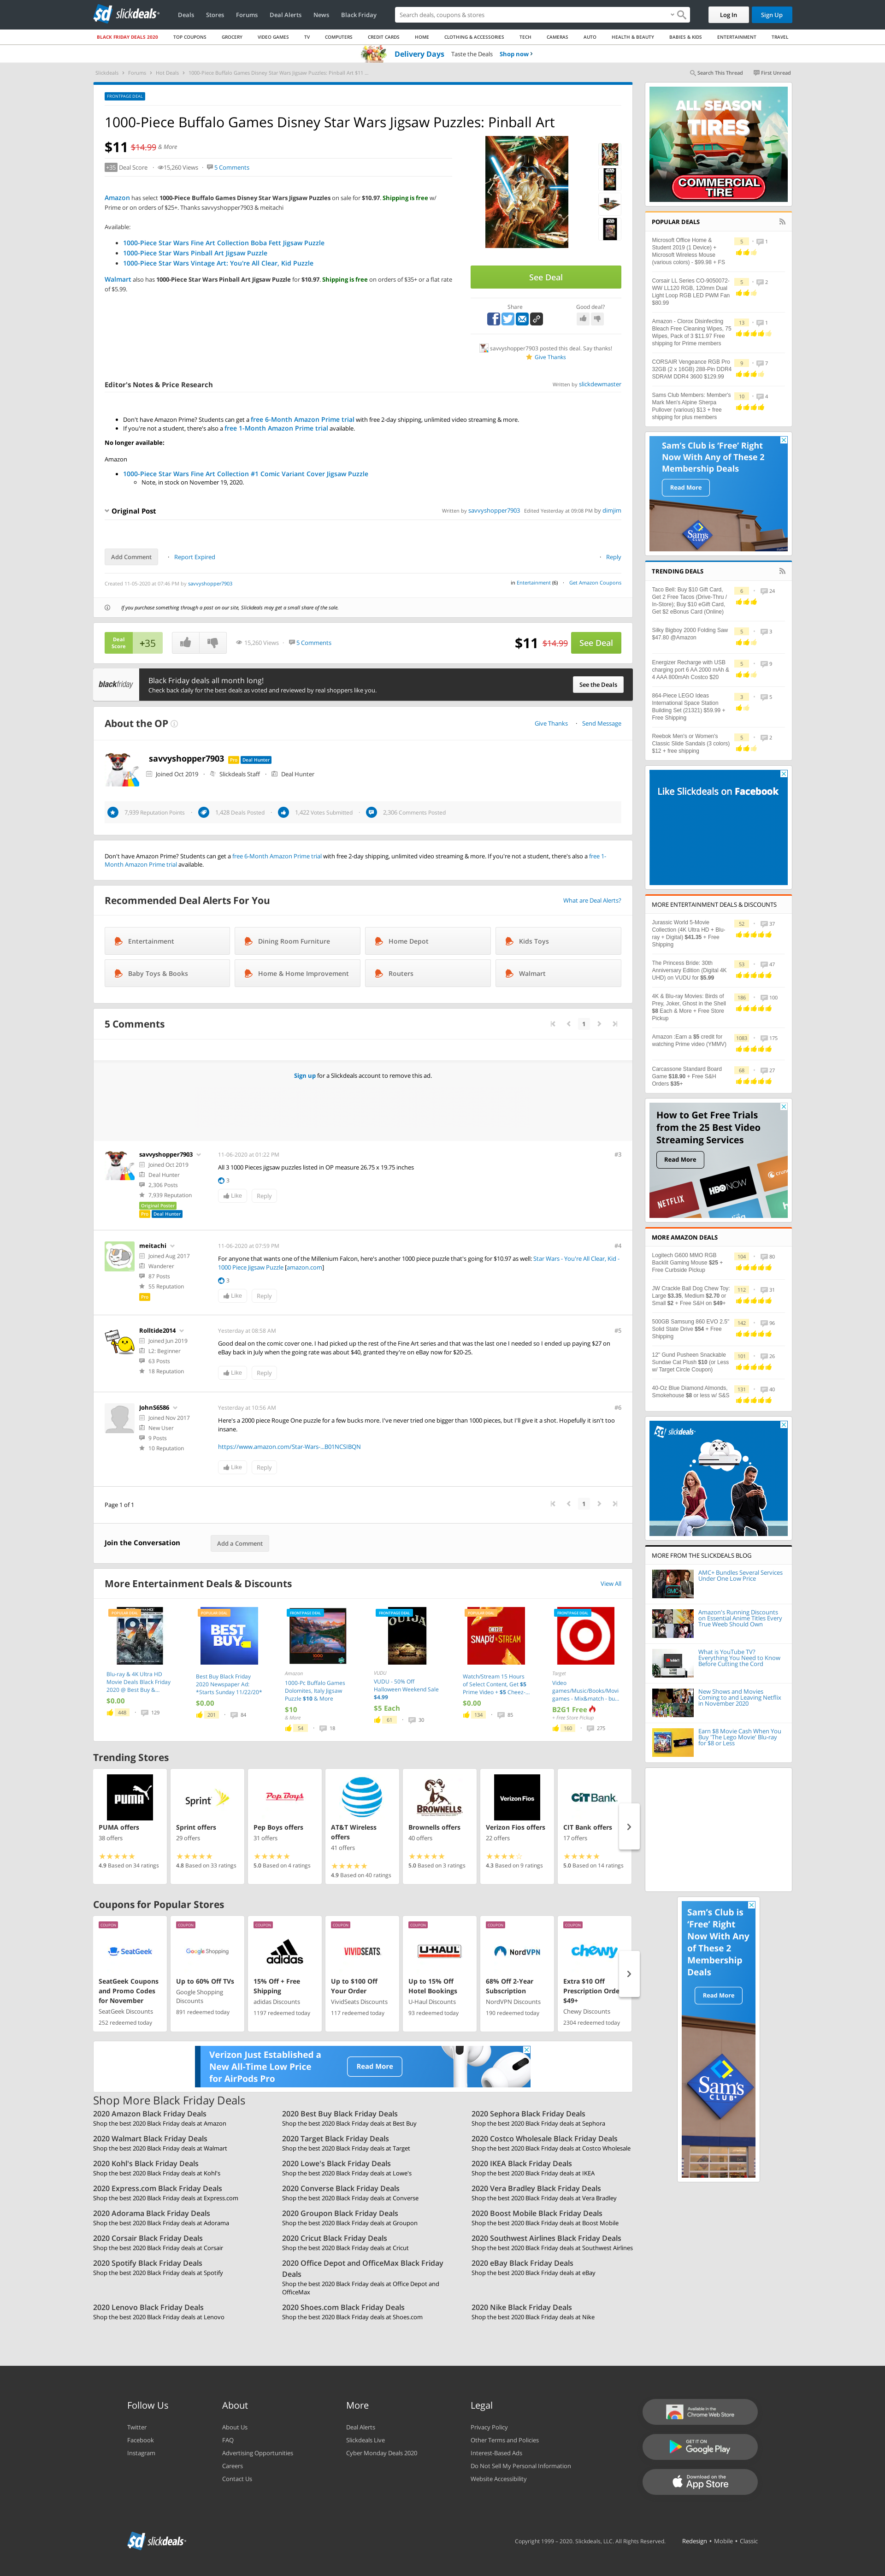 slickdeals
Deals Stores Forums Deal Alerts News Black Friday
Search deals, coupons & stores
Log In
Sign Up
BLACK FRIDAY DEALS 2020 TOP COUPONS GROCERY VIDEO GAMES TV COMPUTERS CREDIT CARDS HOME CLOTHING & ACCESSORIES TECH CAMERAS AUTO HEALTH & BEAUTY BABIES & KIDS ENTERTAINMENT TRAVEL
Delivery Days Taste the Deals Shop now
Slickdeals Forums Hot Deals 1000-Piece Buffalo Games Disney Star Wars Jigsaw Puzzles: Pinball Art $11...
Search This Thread First Unread
FRONTPAGE DEAL
1000-Piece Buffalo Games Disney Star Wars Jigsaw Puzzles: Pinball Art
$11 $14.99 & More
+35 Deal Score 15,260 Views 5 Comments
Amazon has select 1000-Piece Buffalo Games Disney Star Wars Jigsaw Puzzles on sale for $10.97. Shipping is free w/
Prime or on orders of $25+. Thanks savvyshopper7903 & meitachi
Available:
1000-Piece Star Wars Fine Art Collection Boba Fett Jigsaw Puzzle
1000-Piece Star Wars Pinball Art Jigsaw Puzzle
1000-Piece Star Wars Vintage Art: You're All Clear, Kid Puzzle
Walmart also has 1000-Piece Star Wars Pinball Art Jigsaw Puzzle for $10.97. Shipping is free on orders of $35+ or a flat rate
of $5.99.
See Deal
Share Good deal?
savvyshopper7903 posted this deal. Say thanks!
Give Thanks
Editor's Notes & Price Research
Written by slickdewmaster
Don't have Amazon Prime? Students can get a free 6-Month Amazon Prime trial with free 2-day shipping, unlimited video streaming & more.
If you're not a student, there's also a free 1-Month Amazon Prime trial available.
No longer available:
Amazon
1000-Piece Star Wars Fine Art Collection #1 Comic Variant Cover Jigsaw Puzzle
Note, in stock on November 19, 2020.
Original Post
Written by savvyshopper7903 Edited Yesterday at 09:08 PM by dimjim
Add Comment Report Expired
Reply
Created 11-05-2020 at 07:46 PM by savvyshopper7903
in Entertainment (6) Get Amazon Coupons
If you purchase something through a post on our site, Slickdeals may get a small share of the sale.
Deal
Score
+35
15,260 Views 5 Comments
$11 $14.99 See Deal
blackfriday
Black Friday deals all month long!
Check back daily for the best deals as voted and reviewed by real shoppers like you.
See the Deals
About the OP
Give Thanks Send Message
savvyshopper7903 Pro Deal Hunter
Joined Oct 2019 Slickdeals Staff Deal Hunter
7,939 Reputation Points 1,428 Deals Posted 1,422 Votes Submitted 2,306 Comments Posted
Don't have Amazon Prime? Students can get a free 6-Month Amazon Prime trial with free 2-day shipping, unlimited video streaming & more. If you're not a student, there's also a free 1-
Month Amazon Prime trial available.
Recommended Deal Alerts For You
What are Deal Alerts?
Entertainment Dining Room Furniture Home Depot Kids Toys
Baby Toys & Books Home & Home Improvement Routers Walmart
5 Comments
1
Sign up for a Slickdeals account to remove this ad.
savvyshopper7903
Joined Oct 2019
Deal Hunter
2,306 Posts
7,939 Reputation
Original Poster
Pro Deal Hunter
11-06-2020 at 01:22 PM
#3
All 3 1000 Pieces jigsaw puzzles listed in OP measure 26.75 x 19.75 inches
3
Like Reply
meitachi
Joined Aug 2017
Wanderer
87 Posts
55 Reputation
Pro
11-06-2020 at 07:59 PM
#4
For anyone that wants one of the Millenium Falcon, here's another 1000 piece puzzle that's going for $10.97 as well: Star Wars - You're All Clear, Kid -
1000 Piece Jigsaw Puzzle [amazon.com]
3
Like Reply
Rolltide2014
Joined Jun 2019
L2: Beginner
63 Posts
18 Reputation
Yesterday at 08:58 AM
#5
Good deal on the comic cover one. I had picked up the rest of the Fine Art series and that was the last one I needed so I ended up paying $27 on
eBay back in July when the going rate was about $40, granted they're on eBay now for $20-25.
Like Reply
JohnS6586
Joined Nov 2017
New User
9 Posts
10 Reputation
Yesterday at 10:56 AM
#6
Here's a 2000 piece Rouge One puzzle for a few bucks more. I've never tried one bigger than 1000 pieces, but I'll give it a shot. Hopefully it isn't too
insane.
https://www.amazon.com/Star-Wars-...B01NCSIBQN
Like Reply
Page 1 of 1
1
Join the Conversation Add a Comment
More Entertainment Deals & Discounts
View All
Blu-ray & 4K Ultra HD
Movie Deals Black Friday
2020 @ Best Buy &...
$0.00
448 129
Best Buy Black Friday
2020 Newspaper Ad:
*Starts Sunday 11/22/20*
$0.00
201 84
Amazon
1000-Pc Buffalo Games
Dolomites, Italy Jigsaw
Puzzle $10 & More
$10
& More
54 18
VUDU
VUDU - 50% Off
Halloween Weekend Sale
$4.99
$5 Each
61 30
Watch/Stream 15 Hours
of Select Content, Get $5
Prime Video + $5 Cheez-...
$0.00
134 85
Target
Video
games/Music/Books/Movi
games - Mix&match - bu...
B2G1 Free
+ Free Store Pickup
160 275
Trending Stores
PUMA offers
38 offers
4.9 Based on 34 ratings
Sprint offers
29 offers
4.8 Based on 33 ratings
Pep Boys offers
31 offers
5.0 Based on 4 ratings
AT&T Wireless
offers
41 offers
4.9 Based on 40 ratings
Brownells offers
40 offers
5.0 Based on 3 ratings
Verizon Fios offers
22 offers
4.3 Based on 9 ratings
CIT Bank offers
17 offers
5.0 Based on 14 ratings
Coupons for Popular Stores
SeatGeek Coupons
and Promo Codes
for November
SeatGeek Discounts
252 redeemed today
Up to 60% Off TVs
Google Shopping
Discounts
891 redeemed today
15% Off + Free
Shipping
adidas Discounts
1197 redeemed today
Up to $100 Off
Your Order
VividSeats Discounts
117 redeemed today
Up to 15% Off
Hotel Bookings
U-Haul Discounts
93 redeemed today
68% Off 2-Year
Subscription
NordVPN Discounts
190 redeemed today
Extra $10 Off
Prescription Orde
$49+
Chewy Discounts
2304 redeemed today
Verizon Just Established a
New All-Time Low Price
for AirPods Pro
Read More
Shop More Black Friday Deals
2020 Amazon Black Friday Deals
Shop the best 2020 Black Friday deals at Amazon
2020 Best Buy Black Friday Deals
Shop the best 2020 Black Friday deals at Best Buy
2020 Sephora Black Friday Deals
Shop the best 2020 Black Friday deals at Sephora
2020 Walmart Black Friday Deals
Shop the best 2020 Black Friday deals at Walmart
2020 Target Black Friday Deals
Shop the best 2020 Black Friday deals at Target
2020 Costco Wholesale Black Friday Deals
Shop the best 2020 Black Friday deals at Costco Wholesale
2020 Kohl's Black Friday Deals
Shop the best 2020 Black Friday deals at Kohl's
2020 Lowe's Black Friday Deals
Shop the best 2020 Black Friday deals at Lowe's
2020 IKEA Black Friday Deals
Shop the best 2020 Black Friday deals at IKEA
2020 Express.com Black Friday Deals
Shop the best 2020 Black Friday deals at Express.com
2020 Converse Black Friday Deals
Shop the best 2020 Black Friday deals at Converse
2020 Vera Bradley Black Friday Deals
Shop the best 2020 Black Friday deals at Vera Bradley
2020 Adorama Black Friday Deals
Shop the best 2020 Black Friday deals at Adorama
2020 Groupon Black Friday Deals
Shop the best 2020 Black Friday deals at Groupon
2020 Boost Mobile Black Friday Deals
Shop the best 2020 Black Friday deals at Boost Mobile
2020 Corsair Black Friday Deals
Shop the best 2020 Black Friday deals at Corsair
2020 Cricut Black Friday Deals
Shop the best 2020 Black Friday deals at Cricut
2020 Southwest Airlines Black Friday Deals
Shop the best 2020 Black Friday deals at Southwest Airlines
2020 Spotify Black Friday Deals
Shop the best 2020 Black Friday deals at Spotify
2020 Office Depot and OfficeMax Black Friday
Deals
Shop the best 2020 Black Friday deals at Office Depot and
OfficeMax
2020 eBay Black Friday Deals
Shop the best 2020 Black Friday deals at eBay
2020 Lenovo Black Friday Deals
Shop the best 2020 Black Friday deals at Lenovo
2020 Shoes.com Black Friday Deals
Shop the best 2020 Black Friday deals at Shoes.com
2020 Nike Black Friday Deals
Shop the best 2020 Black Friday deals at Nike
ALL SEASON
TIRES
COMMERCIAL
TIRE
POPULAR DEALS
Microsoft Office Home &
Student 2019 (1 Device) +
Microsoft Wireless Mouse
(various colors) - $99.98 + FS
5 1
Corsair LL Series CO-9050072-
WW LL120 RGB, 120mm Dual
Light Loop RGB LED PWM Fan
$80.99
5 2
Amazon - Clorox Disinfecting
Bleach Free Cleaning Wipes, 75
Wipes, Pack of 3 $11.97 Free
shipping for Prime members
13 1
CORSAIR Vengeance RGB Pro
32GB (2 x 16GB) 288-Pin DDR4
SDRAM DDR4 3600 $129.99
9 7
Sams Club Members: Member's
Mark Men's Alpine Sherpa
Pullover (various) $13 + free
shipping for plus members
10 4
Sam's Club is 'Free' Right
Now With Any of These 2
Membership Deals
Read More
TRENDING DEALS
Taco Bell: Buy $10 Gift Card,
Get 2 Free Tacos (Drive-Thru /
In-Store); Buy $10 eGift Card,
Get $2 eBonus Card (Online)
6 24
Silky Bigboy 2000 Folding Saw
$47.80 @Amazon
5 3
Energizer Recharge with USB
charging port 6 AA 2000 mAh &
4 AAA 800mAh Costco $20
5 9
864-Piece LEGO Ideas
International Space Station
Building Set (21321) $59.99 +
Free Shipping
3 5
Reebok Men's or Women's
Classic Slide Sandals (3 colors)
$12 + free shipping
5 2
Like Slickdeals on Facebook
MORE ENTERTAINMENT DEALS & DISCOUNTS
Jurassic World 5-Movie
Collection (4K Ultra HD + Blu-
ray + Digital) $41.35 + Free
Shipping
52 37
The Princess Bride: 30th
Anniversary Edition (Digital 4K
UHD) on VUDU for $5.99
53 47
4K & Blu-ray Movies: Birds of
Prey, Joker, Ghost in the Shell
$8 Each & More + Free Store
Pickup
186 100
Amazon :Earn a $5 credit for
watching Prime video (YMMV)
1083 175
Carcassonne Standard Board
Game $18.90 + Free S&H
Orders $35+
68 27
How to Get Free Trials
from the 25 Best Video
Streaming Services
Read More
NETFLIX HBO NOW
MORE AMAZON DEALS
Logitech G600 MMO RGB
Backlit Gaming Mouse $25 +
Free Curbside Pickup
104 80
JW Crackle Ball Dog Chew Toy:
Large $3.35, Medium $2.70 or
Small $2 + Free S&H on $49+
112 31
500GB Samsung 860 EVO 2.5"
Solid State Drive $54 + Free
Shipping
142 96
12" Gund Pusheen Snackable
Sundae Cat Plush $10 (or Less
w/ Target Circle Coupon)
101 26
40-Oz Blue Diamond Almonds,
Smokehouse $8 or less w/ S&S
131 40
slickdeals
MORE FROM THE SLICKDEALS BLOG
AMC+ Bundles Several Services
Under One Low Price
Amazon's Running Discounts
on Essential Anime Titles Every
True Weeb Should Own
What is YouTube TV?
Everything You Need to Know
Before Cutting the Cord
New Shows and Movies
Coming to and Leaving Netflix
in November 2020
Earn $8 Movie Cash When You
Buy 'The Lego Movie' Blu-ray
for $8 or Less
Sam's Club is
'Free' Right
Now With Any
of These 2
Membership
Deals
Read More
Sam's
CLUB
Follow Us
Twitter
Facebook
Instagram
About
About Us
FAQ
Advertising Opportunities
Careers
Contact Us
More
Deal Alerts
Slickdeals Live
Cyber Monday Deals 2020
Legal
Privacy Policy
Other Terms and Policies
Interest-Based Ads
Do Not Sell My Personal Information
Website Accessibility
Available in the
Chrome Web Store
GET IT ON
Google Play
Download on the
App Store
slickdeals
Copyright 1999 – 2020. Slickdeals, LLC. All Rights Reserved. Redesign • Mobile • Classic